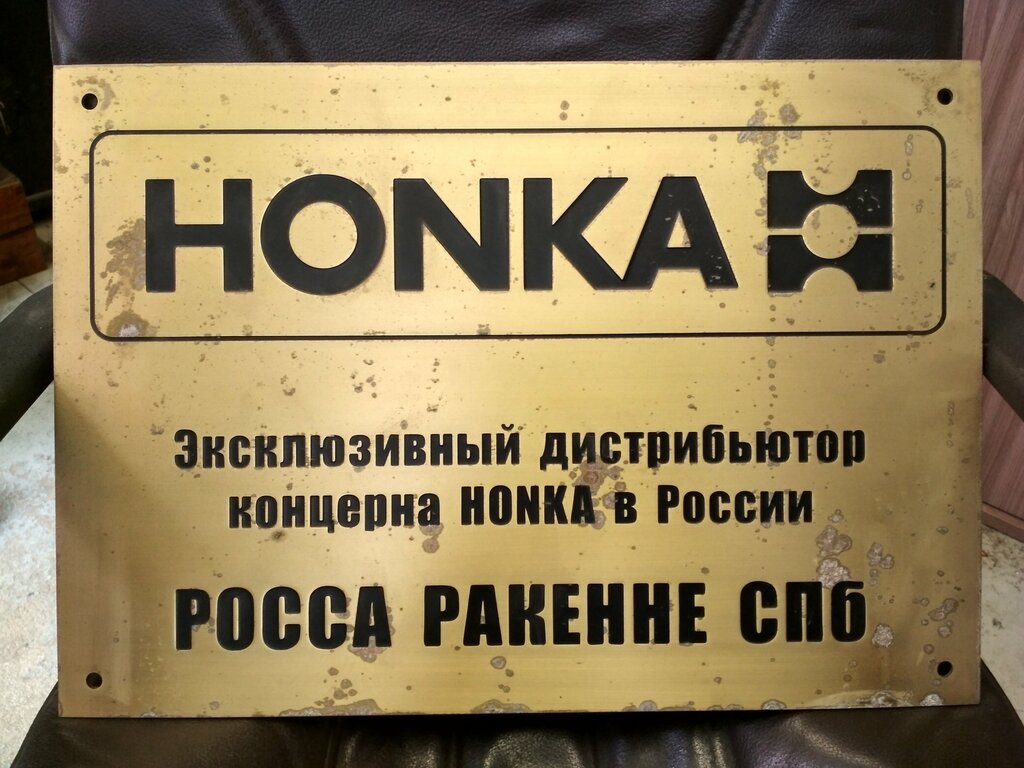 HONKA
Эксклюзивный дистрибьютор
концерна HONKA в России
РОССА РАКЕННЕ СПб